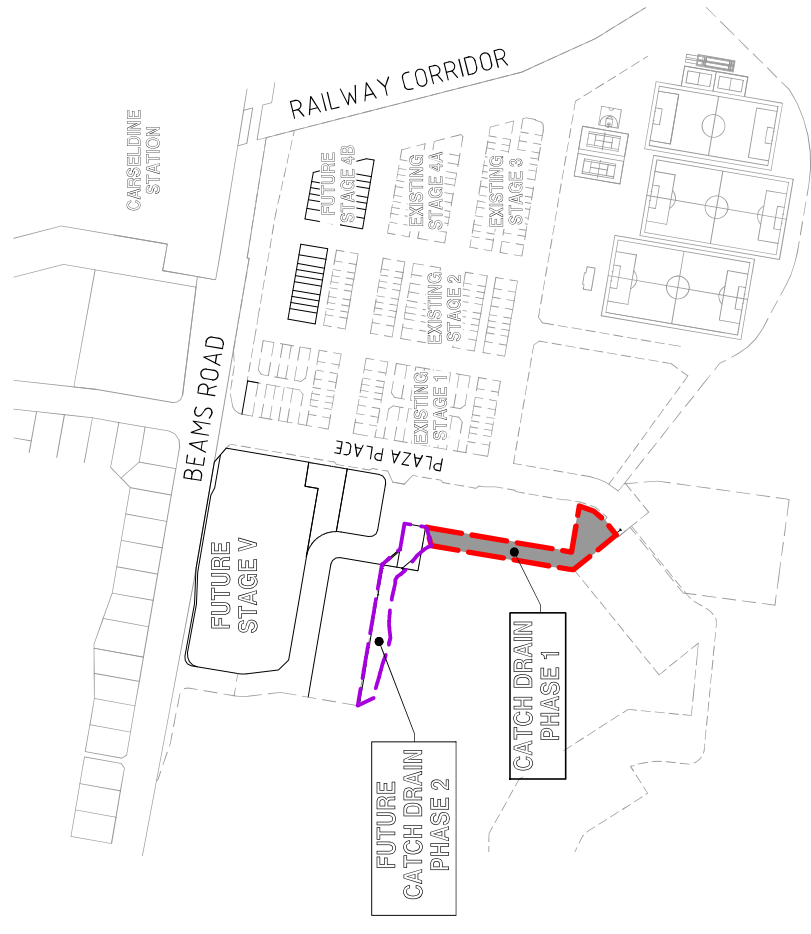 RAILWAY CORRIDOR
CARSELDINE
STATION
FUTURE
STAGE 4B
EXISTING
STAGE 4A
EXISTING
STAGE 3
EXISTING
STAGE 2
EXISTING
STAGE 1
BEAMS ROAD
PLAZA PLACE
FUTURE
STAGE V
CATCH DRAIN
PHASE 1
FUTURE
CATCH DRAIN
PHASE 2